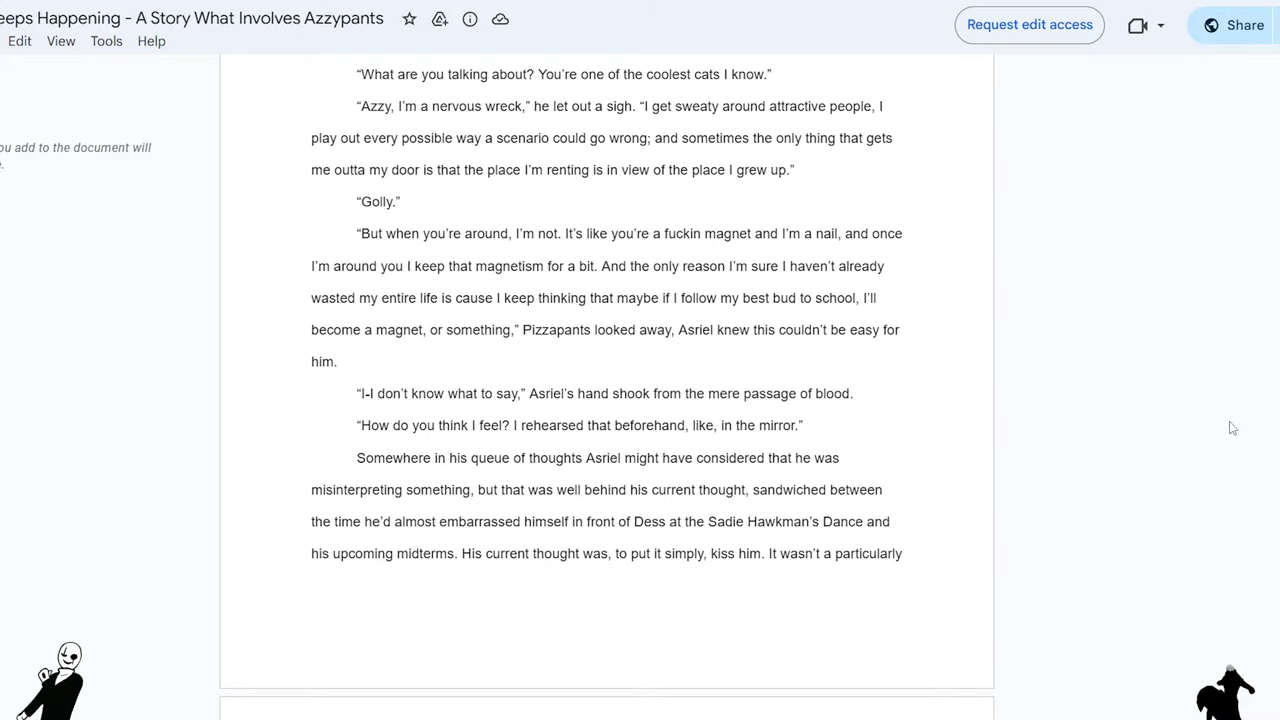 eeps Happening - A Story What Involves Azzypants
Request edit access
Share
Edit View Tools Help
“What are you talking about? You’re one of the coolest cats I know.”
“Azzy, I’m a nervous wreck,” he let out a sigh. “I get sweaty around attractive people, I
play out every possible way a scenario could go wrong; and sometimes the only thing that gets
me outta my door is that the place I’m renting is in view of the place I grew up.”
“Golly.”
“But when you’re around, I’m not. It’s like you’re a fuckin magnet and I’m a nail, and once
I’m around you I keep that magnetism for a bit. And the only reason I’m sure I haven’t already
wasted my entire life is cause I keep thinking that maybe if I follow my best bud to school, I’ll
become a magnet, or something,” Pizzapants looked away, Asriel knew this couldn’t be easy for
him.
“I-I don’t know what to say,” Asriel’s hand shook from the mere passage of blood.
“How do you think I feel? I rehearsed that beforehand, like, in the mirror.”
Somewhere in his queue of thoughts Asriel might have considered that he was
misinterpreting something, but that was well behind his current thought, sandwiched between
the time he’d almost embarrassed himself in front of Dess at the Sadie Hawkman’s Dance and
his upcoming midterms. His current thought was, to put it simply, kiss him. It wasn’t a particularly
ou add to the document will
e.